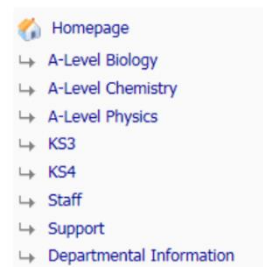 Homepage
A-Level Biology
A-Level Chemistry
A-Level Physics
KS3
KS4
Staff
Support
Departmental Information